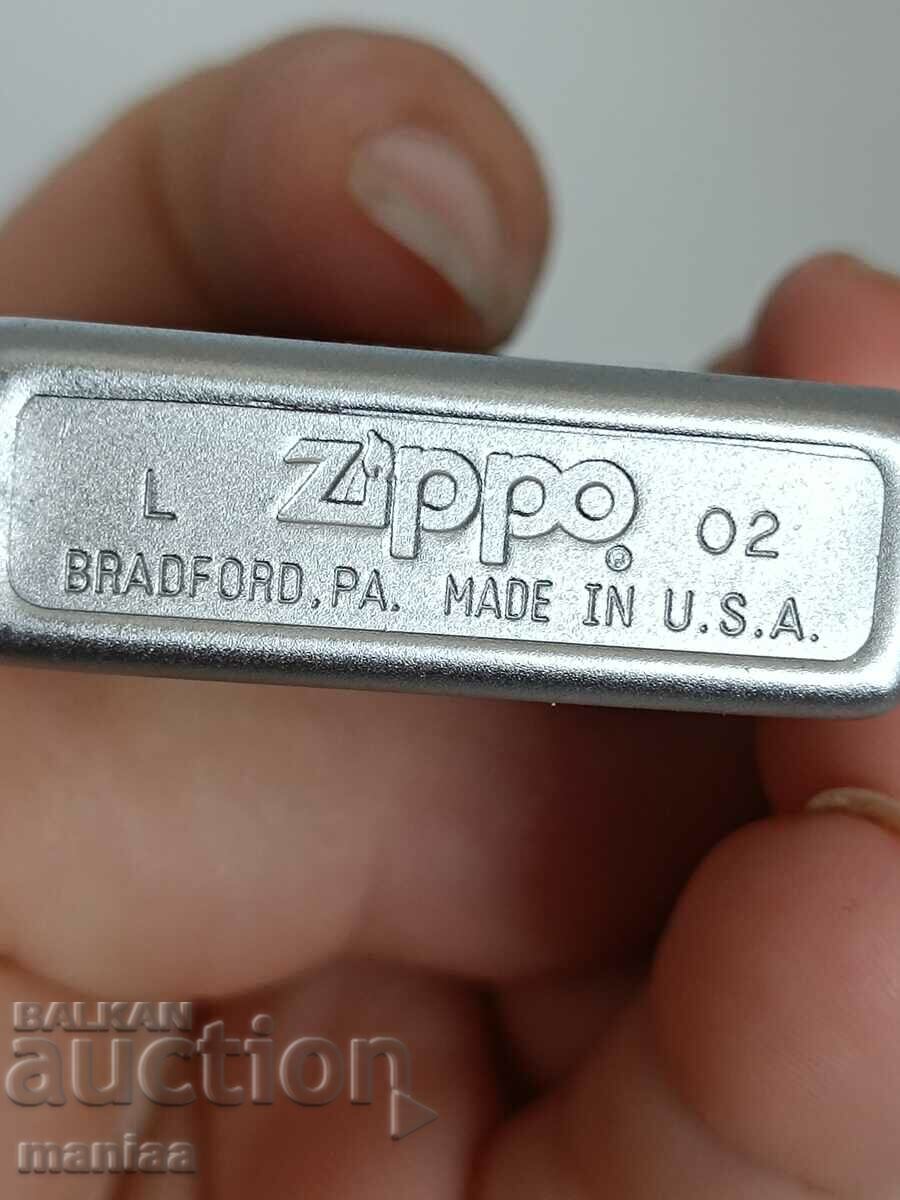 L Zippo® 02
BRADFORD, PA. MADE IN U.S.A.
BALKAN
auction
maniaa